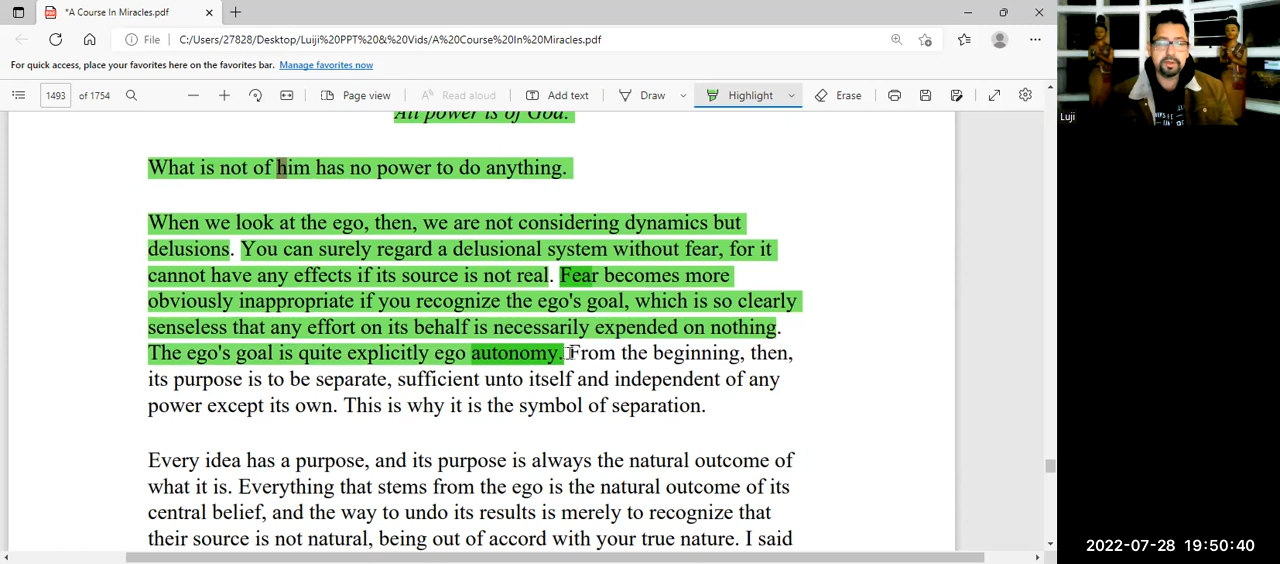 *A Course In Miracles.pdf
File C:/Users/27828/Desktop/Luiji%20PPT%20&%20Vids/A%20Course%20In%20Miracles.pdf
For quick access, place your favorites here on the favorites bar. Manage favorites now
1493 of 1754 Page view Read aloud Add text Draw Highlight Erase
All power is of God.
What is not of him has no power to do anything.
When we look at the ego, then, we are not considering dynamics but
delusions. You can surely regard a delusional system without fear, for it
cannot have any effects if its source is not real. Fear becomes more
obviously inappropriate if you recognize the ego's goal, which is so clearly
senseless that any effort on its behalf is necessarily expended on nothing.
The ego's goal is quite explicitly ego autonomy. From the beginning, then,
its purpose is to be separate, sufficient unto itself and independent of any
power except its own. This is why it is the symbol of separation.
Every idea has a purpose, and its purpose is always the natural outcome of
what it is. Everything that stems from the ego is the natural outcome of its
central belief, and the way to undo its results is merely to recognize that
their source is not natural, being out of accord with your true nature. I said
Luji
2022-07-28 19:50:40